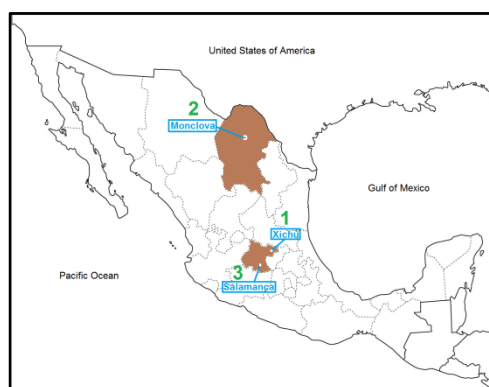 United States of America
2
Monclova
Gulf of Mexico
1
Xichú
Pacific Ocean
3
Salamanca